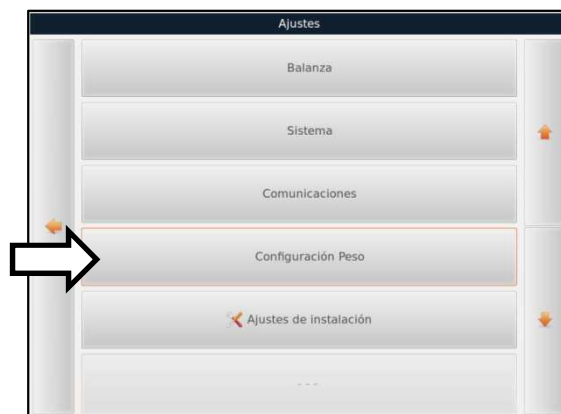 Ajustes
Balanza
Sistema
Comunicaciones
Configuración Peso
Ajustes de instalación
- - -